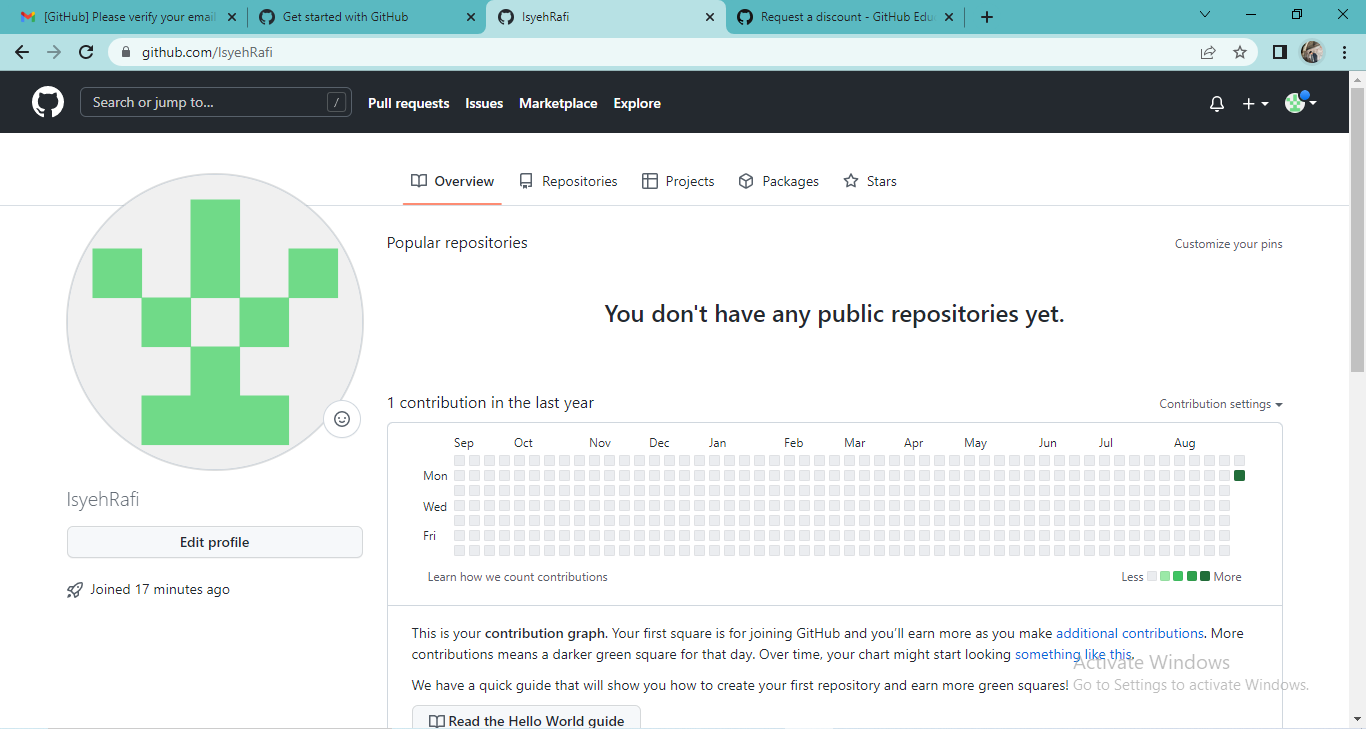 [GitHub] Please verify your email
Get started with GitHub
IsyehRafi
Request a discount - GitHub Edu
github.com/IsyehRafi
Search or jump to...
/
Pull requests
Issues
Marketplace
Explore
Overview
Repositories
Projects
Packages
Stars
Popular repositories
Customize your pins
You don't have any public repositories yet.
1 contribution in the last year
Contribution settings
Sep Oct Nov Dec Jan Feb Mar Apr May Jun Jul Aug
Mon
Wed
Fri
Learn how we count contributions
Less
More
IsyehRafi
Edit profile
Joined 17 minutes ago
This is your contribution graph. Your first square is for joining GitHub and you'll earn more as you make additional contributions. More
contributions means a darker green square for that day. Over time, your chart might start looking something like this.
We have a quick guide that will show you how to create your first repository and earn more green squares!
Read the Hello World guide
Activate Windows
Go to Settings to activate Windows.